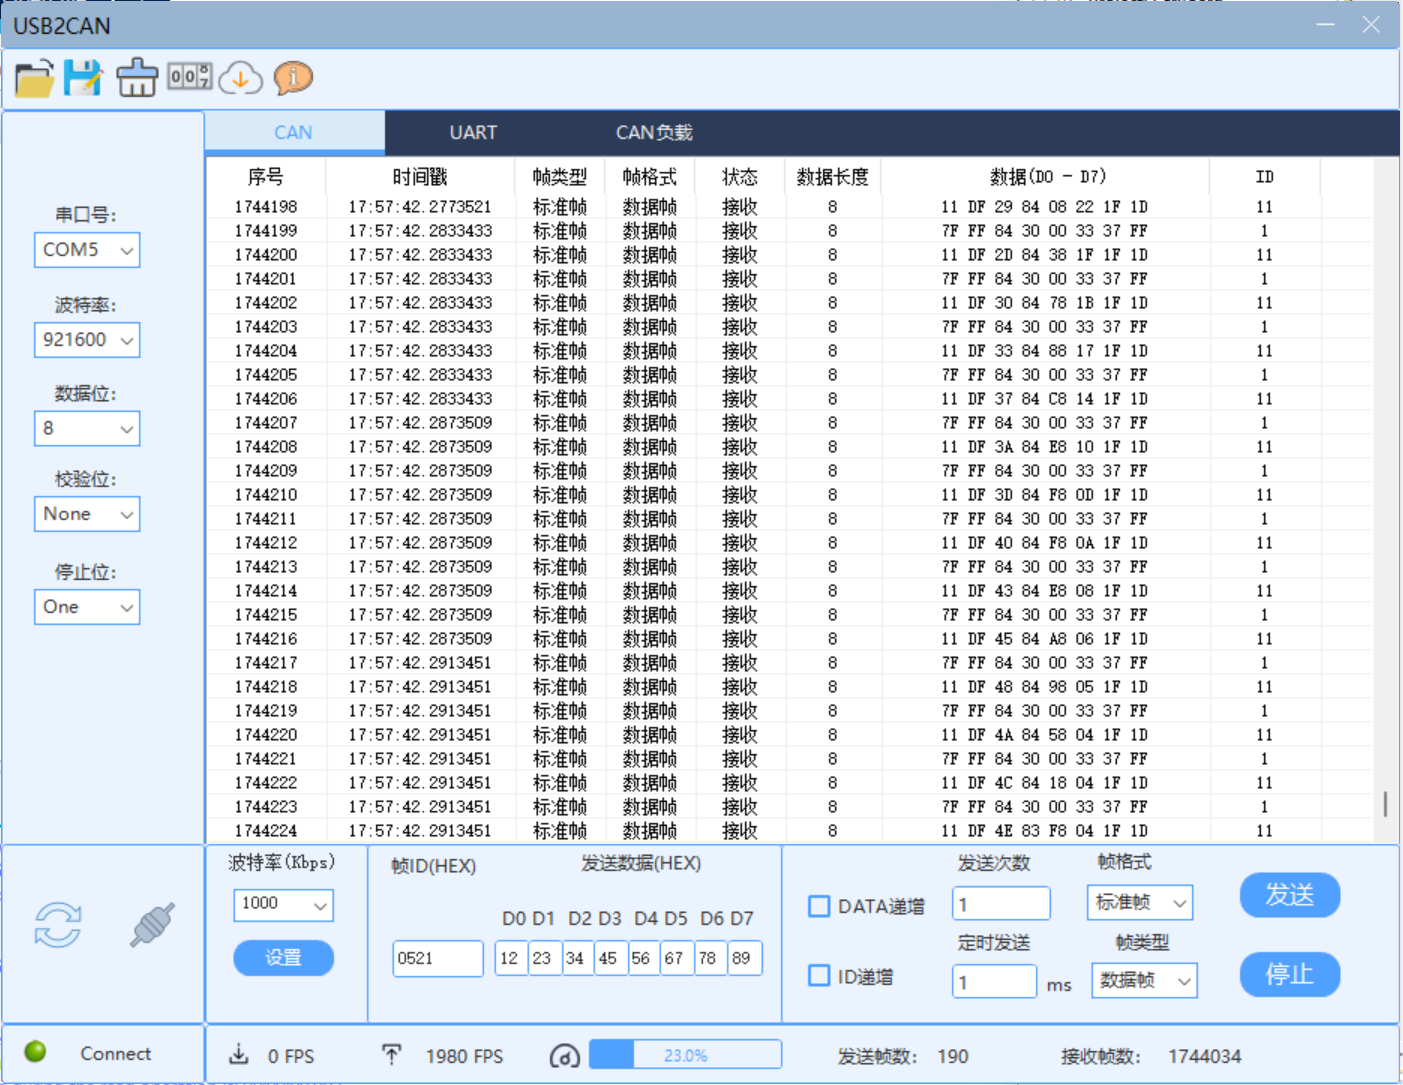 USB2CAN
CAN UART CAN负载
串口号:
COM5
波特率:
921600
数据位:
8
校验位:
None
停止位:
One
序号 时间戳 帧类型 帧格式 状态 数据长度 数据(D0 - D7) ID
1744198 17:57:42.2773521 标准帧 数据帧 接收 8 11 DF 29 84 08 22 1F 1D 11
1744199 17:57:42.2833433 标准帧 数据帧 接收 8 7F FF 84 30 00 33 37 FF 1
1744200 17:57:42.2833433 标准帧 数据帧 接收 8 11 DF 2D 84 38 1F 1F 1D 11
1744201 17:57:42.2833433 标准帧 数据帧 接收 8 7F FF 84 30 00 33 37 FF 1
1744202 17:57:42.2833433 标准帧 数据帧 接收 8 11 DF 30 84 78 1B 1F 1D 11
1744203 17:57:42.2833433 标准帧 数据帧 接收 8 7F FF 84 30 00 33 37 FF 1
1744204 17:57:42.2833433 标准帧 数据帧 接收 8 11 DF 33 84 88 17 1F 1D 11
1744205 17:57:42.2833433 标准帧 数据帧 接收 8 7F FF 84 30 00 33 37 FF 1
1744206 17:57:42.2833433 标准帧 数据帧 接收 8 11 DF 37 84 C8 14 1F 1D 11
1744207 17:57:42.2873509 标准帧 数据帧 接收 8 7F FF 84 30 00 33 37 FF 1
1744208 17:57:42.2873509 标准帧 数据帧 接收 8 11 DF 3A 84 E8 10 1F 1D 11
1744209 17:57:42.2873509 标准帧 数据帧 接收 8 7F FF 84 30 00 33 37 FF 1
1744210 17:57:42.2873509 标准帧 数据帧 接收 8 11 DF 3D 84 F8 0D 1F 1D 11
1744211 17:57:42.2873509 标准帧 数据帧 接收 8 7F FF 84 30 00 33 37 FF 1
1744212 17:57:42.2873509 标准帧 数据帧 接收 8 11 DF 40 84 F8 0A 1F 1D 11
1744213 17:57:42.2873509 标准帧 数据帧 接收 8 7F FF 84 30 00 33 37 FF 1
1744214 17:57:42.2873509 标准帧 数据帧 接收 8 11 DF 43 84 E8 08 1F 1D 11
1744215 17:57:42.2873509 标准帧 数据帧 接收 8 7F FF 84 30 00 33 37 FF 1
1744216 17:57:42.2873509 标准帧 数据帧 接收 8 11 DF 45 84 A8 06 1F 1D 11
1744217 17:57:42.2913451 标准帧 数据帧 接收 8 7F FF 84 30 00 33 37 FF 1
1744218 17:57:42.2913451 标准帧 数据帧 接收 8 11 DF 48 84 98 05 1F 1D 11
1744219 17:57:42.2913451 标准帧 数据帧 接收 8 7F FF 84 30 00 33 37 FF 1
1744220 17:57:42.2913451 标准帧 数据帧 接收 8 11 DF 4A 84 58 04 1F 1D 11
1744221 17:57:42.2913451 标准帧 数据帧 接收 8 7F FF 84 30 00 33 37 FF 1
1744222 17:57:42.2913451 标准帧 数据帧 接收 8 11 DF 4C 84 18 04 1F 1D 11
1744223 17:57:42.2913451 标准帧 数据帧 接收 8 7F FF 84 30 00 33 37 FF 1
1744224 17:57:42.2913451 标准帧 数据帧 接收 8 11 DF 4E 83 F8 04 1F 1D 11
波特率(Kbps)
1000
设置
帧ID(HEX) 发送数据(HEX)
D0 D1 D2 D3 D4 D5 D6 D7
0521 12 23 34 45 56 67 78 89
发送次数 帧格式
DATA递增 1 标准帧 发送
定时发送 帧类型
ID递增 1 ms 数据帧 停止
Connect 0 FPS 1980 FPS 23.0% 发送帧数: 190 接收帧数: 1744034